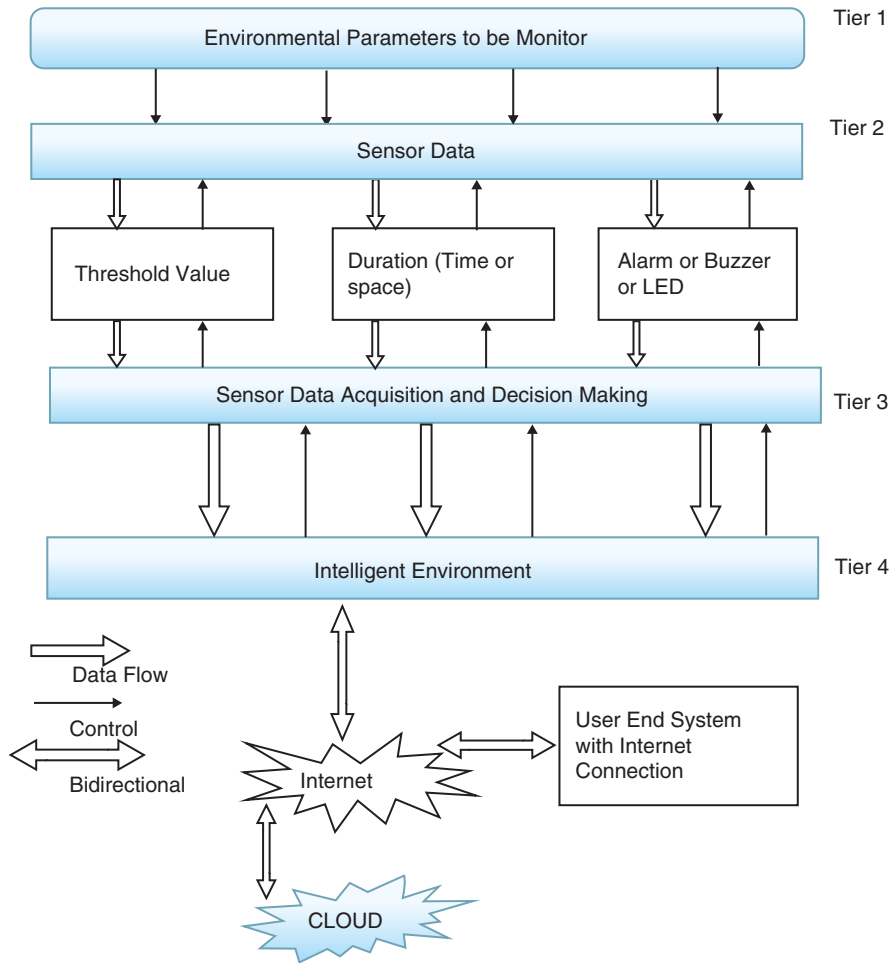 Tier 1
Environmental Parameters to be Monitor
Tier 2
Sensor Data
Threshold Value
Duration (Time or
space)
Alarm or Buzzer
or LED
Sensor Data Acquisition and Decision Making
Tier 3
Intelligent Environment
Tier 4
Data Flow
Control
Bidirectional
Internet
User End System
with Internet
Connection
CLOUD